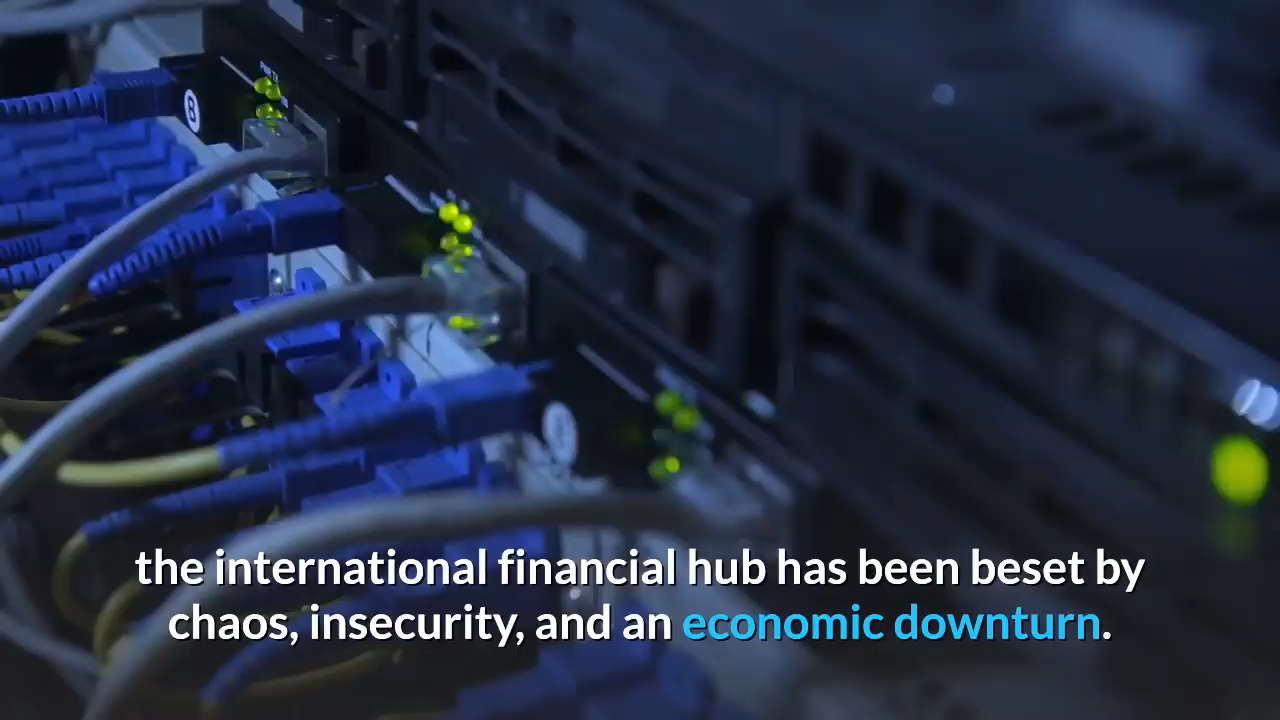 B
the international financial hub has been beset by
chaos, insecurity, and an economic downturn.